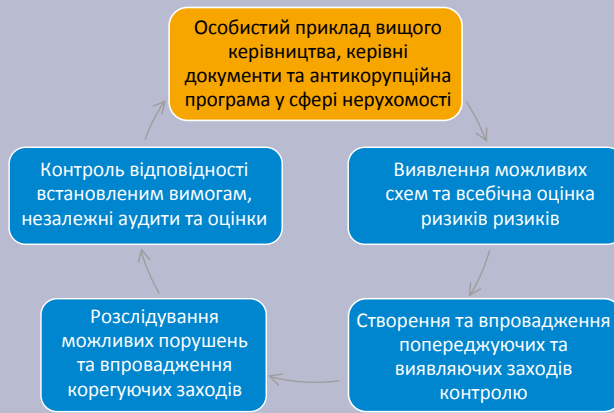 Особистий приклад вищого
керівництва, керівні
документи та антикорупційна
програма у сфері нерухомості
Контроль відповідності
встановленим вимогам,
незалежні аудити та оцінки
Виявлення можливих
схем та всебічна оцінка
ризиків ризиків
Розслідування
можливих порушень
та впровадження
корегуючих заходів
Створення та впровадження
попереджуючих та
виявляючих заходів
контролю